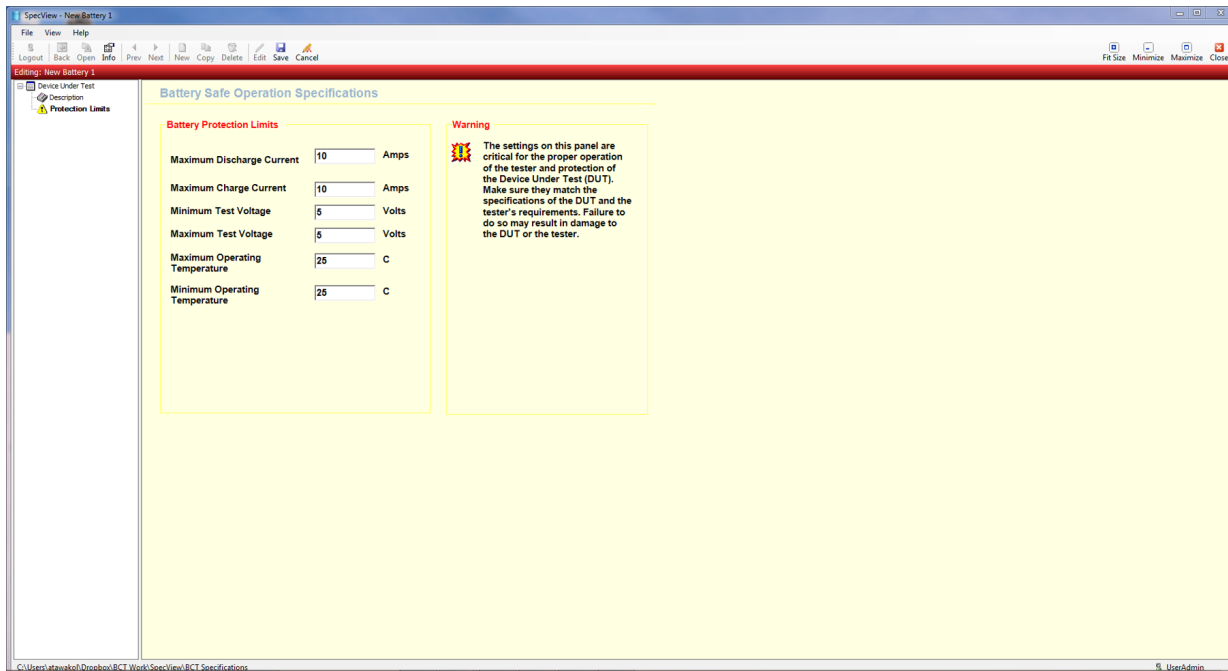 SpecView - New Battery 1
File View Help
Logout Back Open Info Prev Next New Copy Delete Edit Save Cancel Fit Size Minimize Maximize Close
Editing: New Battery 1
Device Under Test
Description
Protection Limits
Battery Safe Operation Specifications
Battery Protection Limits
Maximum Discharge Current 10 Amps
Maximum Charge Current 10 Amps
Minimum Test Voltage 5 Volts
Maximum Test Voltage 5 Volts
Maximum Operating
Temperature 25 C
Minimum Operating
Temperature 25 C
Warning
The settings on this panel are
critical for the proper operation
of the tester and protection of
the Device Under Test (DUT).
Make sure they match the
specifications of the DUT and the
tester's requirements. Failure to
do so may result in damage to
the DUT or the tester.
C:\Users\atawakol\Dropbox\BCT Work\SpecView\BCT Specifications
UserAdmin